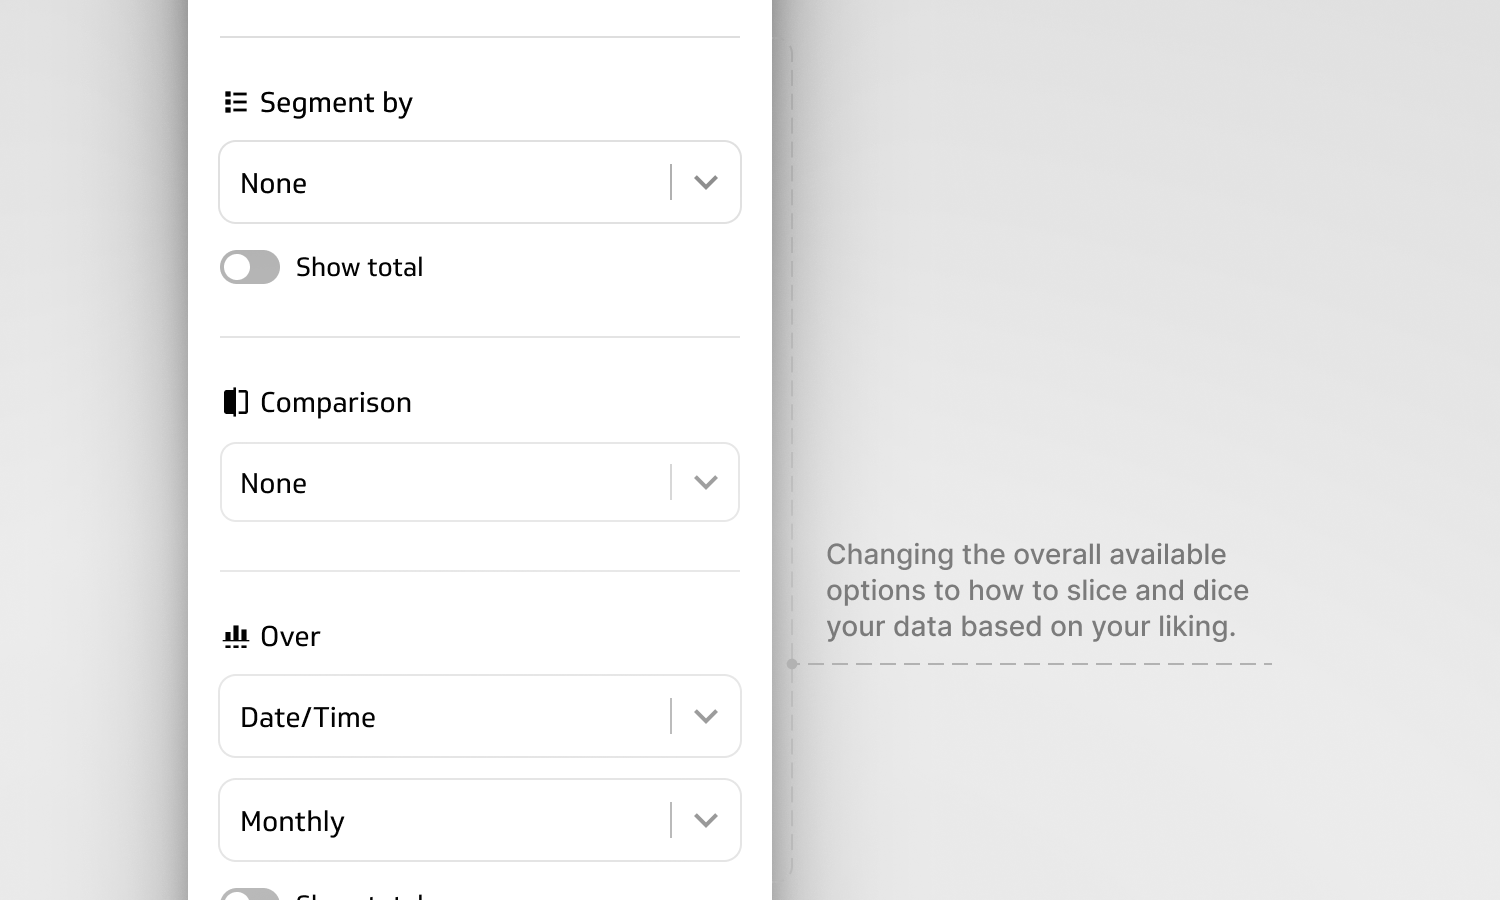 Segment by
None
Show total
Comparison
None
Over
Date/Time
Monthly
Changing the overall available
options to how to slice and dice
your data based on your liking.